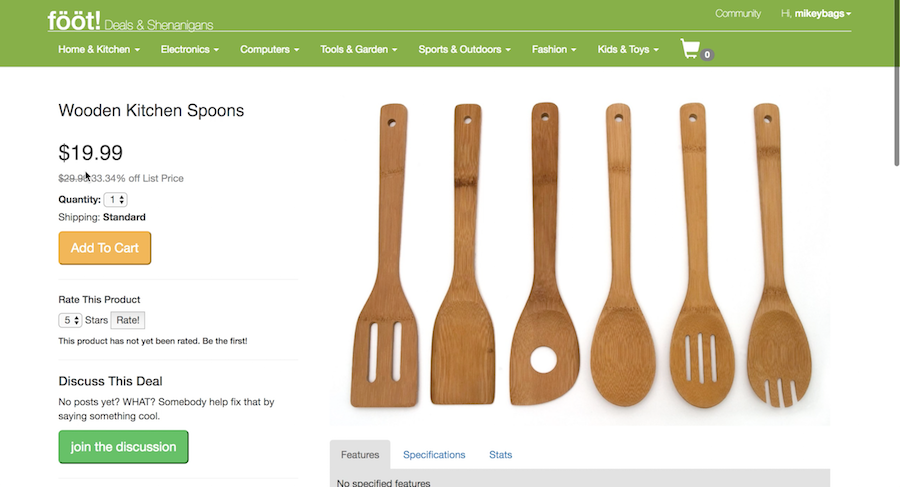 föö​t! Deals & Shenanigans
Community Hi, mikeybags
Home & Kitchen Electronics Computers Tools & Garden Sports & Outdoors Fashion Kids & Toys 0
Wooden Kitchen Spoons
$19.99
33.34% off List Price
Quantity: 1
Shipping: Standard
Add To Cart
Rate This Product
5 Stars Rate!
This product has not yet been rated. Be the first!
Discuss This Deal
No posts yet? WHAT? Somebody help fix that by
saying something cool.
join the discussion
Features Specifications Stats
No specified features